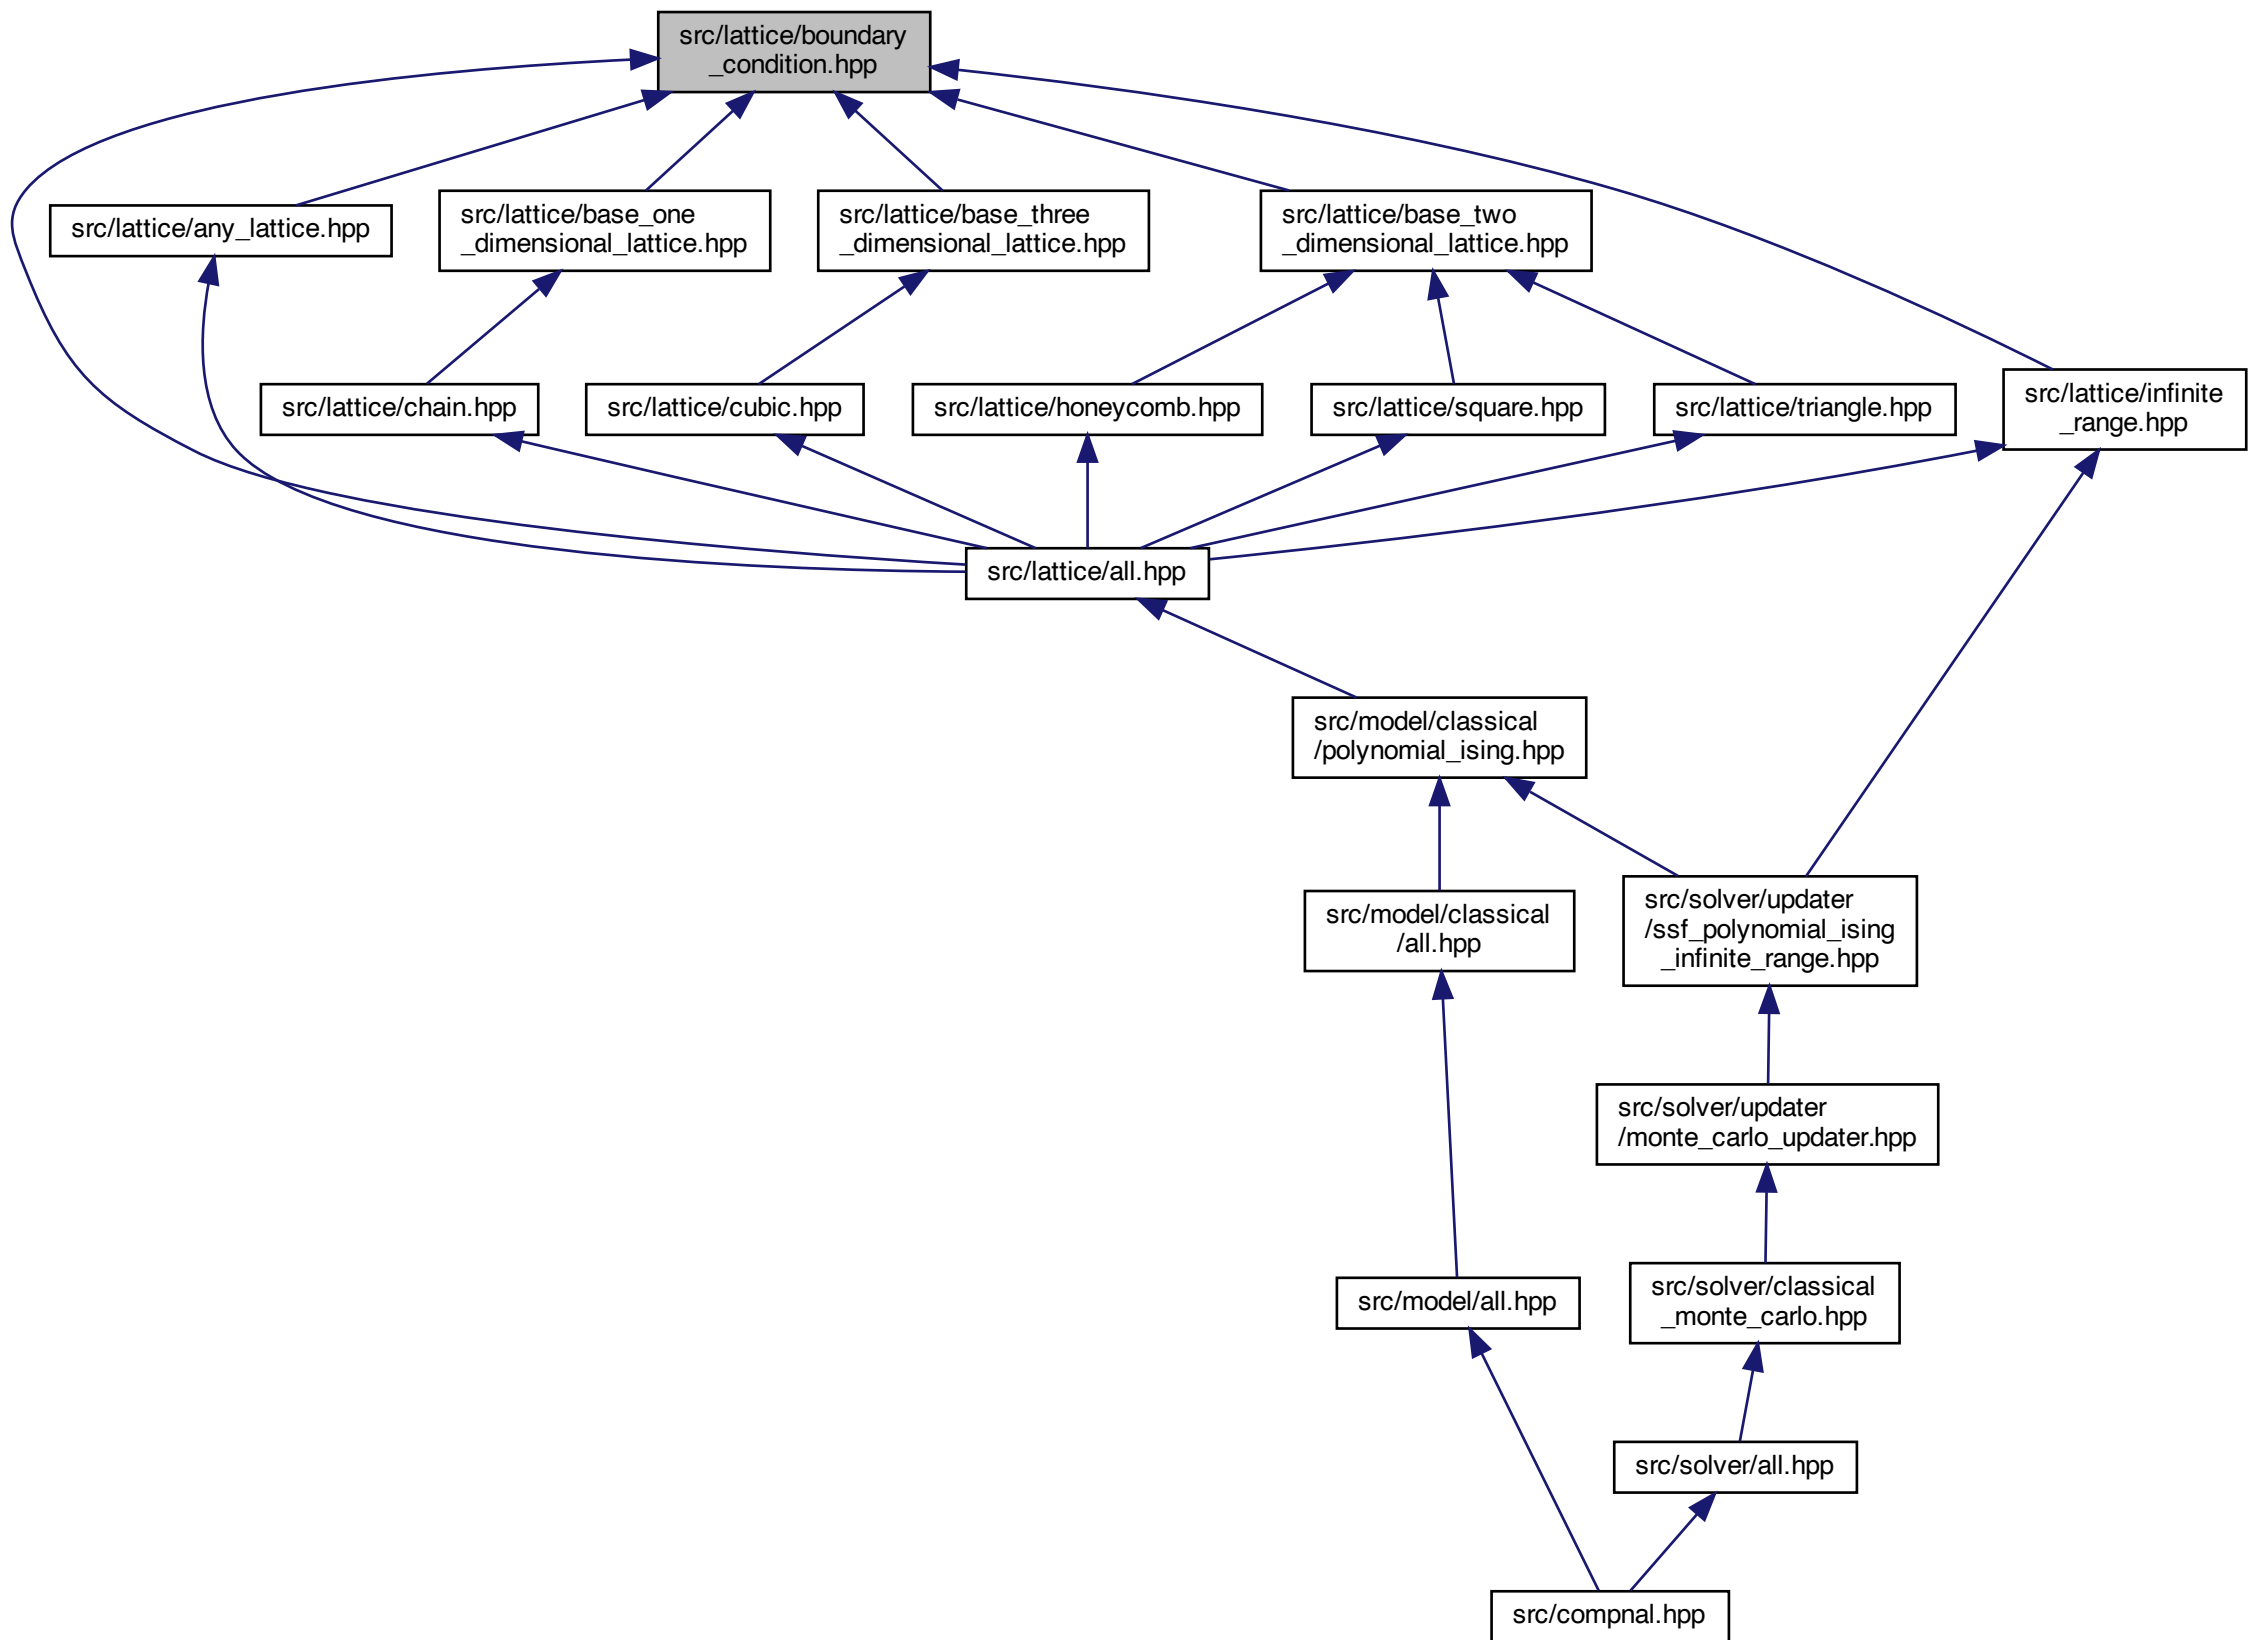 src/lattice/boundary
_condition.hpp
src/lattice/any_lattice.hpp
src/lattice/base_one
_dimensional_lattice.hpp
src/lattice/base_three
_dimensional_lattice.hpp
src/lattice/base_two
_dimensional_lattice.hpp
src/lattice/chain.hpp
src/lattice/cubic.hpp
src/lattice/honeycomb.hpp
src/lattice/square.hpp
src/lattice/triangle.hpp
src/lattice/infinite
_range.hpp
src/lattice/all.hpp
src/model/classical
/polynomial_ising.hpp
src/model/classical
/all.hpp
src/solver/updater
/ssf_polynomial_ising
_infinite_range.hpp
src/solver/updater
/monte_carlo_updater.hpp
src/model/all.hpp
src/solver/classical
_monte_carlo.hpp
src/solver/all.hpp
src/compnal.hpp